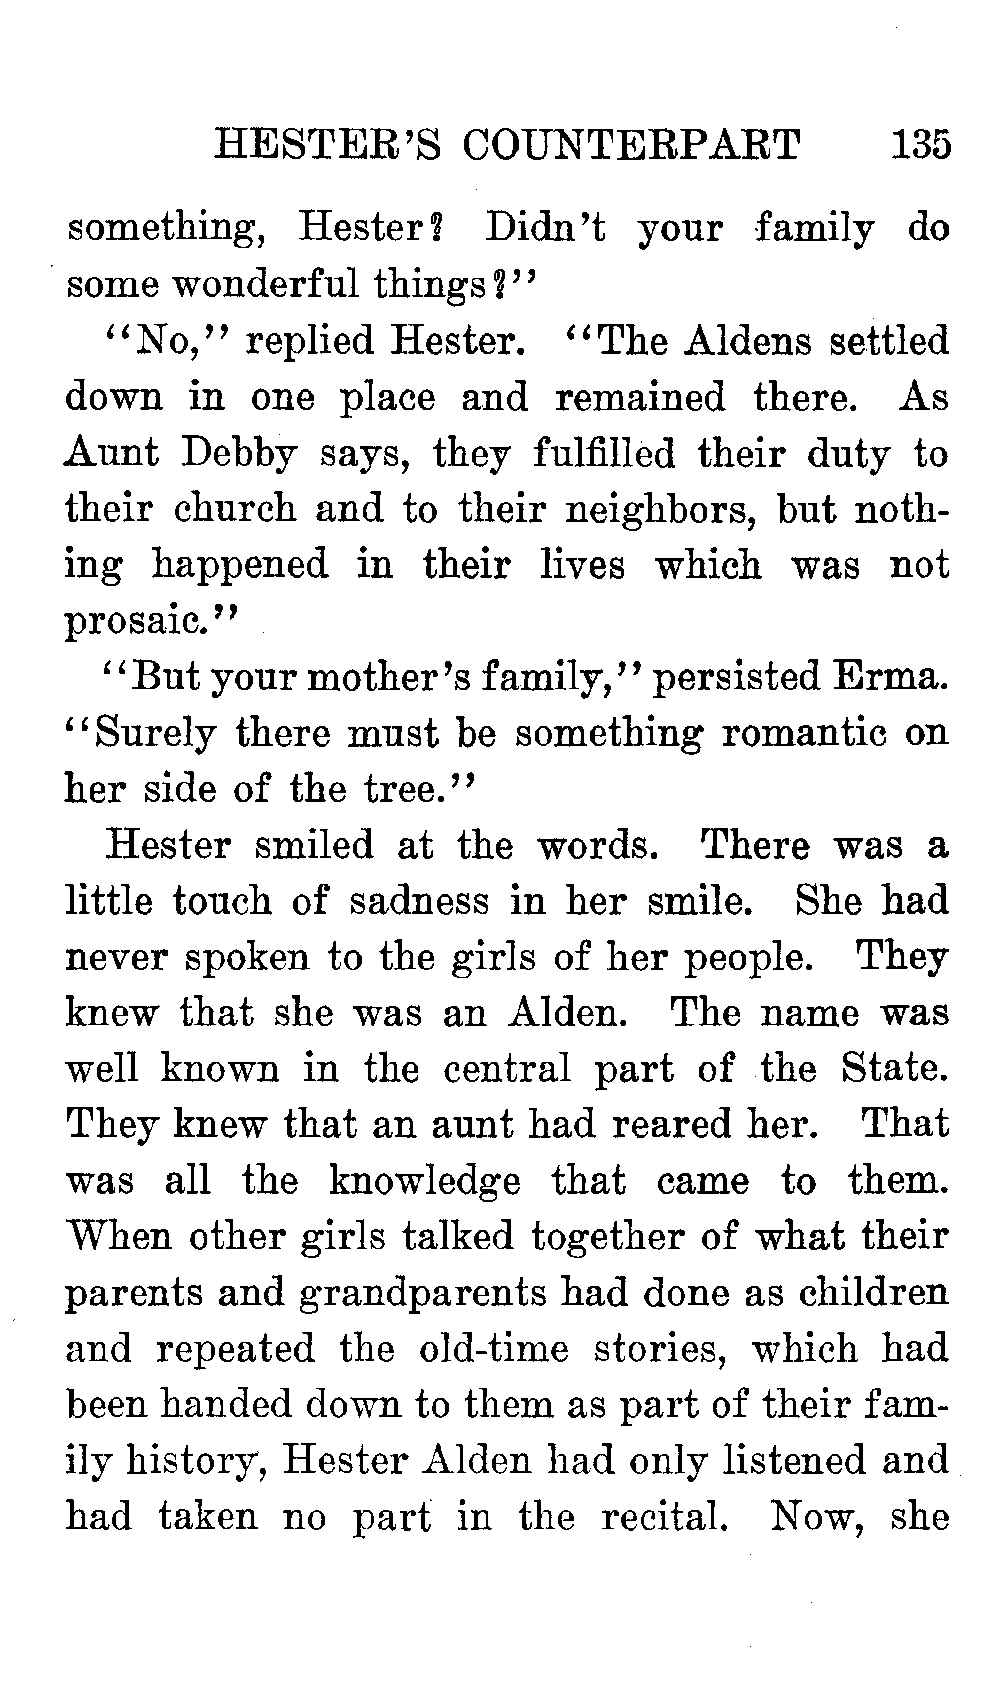 HESTER'S COUNTERPART 135
something, Hester? Didn't your family do
some wonderful things?"
"No," replied Hester. "The Aldens settled
down in one place and remained there. As
Aunt Debby says, they fulfilled their duty to
their church and to their neighbors, but noth-
ing happened in their lives which was not
prosaic."
"But your mother's family," persisted Erma.
"Surely there must be something romantic on
her side of the tree."
Hester smiled at the words. There was a
little touch of sadness in her smile. She had
never spoken to the girls of her people. They
knew that she was an Alden. The name was
well known in the central part of the State.
They knew that an aunt had reared her. That
was all the knowledge that came to them.
When other girls talked together of what their
parents and grandparents had done as children
and repeated the old-time stories, which had
been handed down to them as part of their fam-
ily history, Hester Alden had only listened and
had taken no part in the recital. Now, she